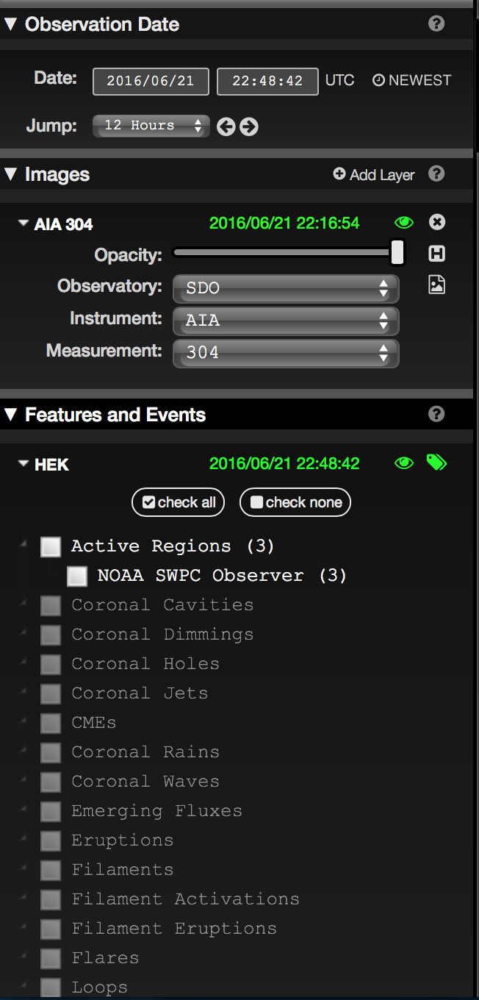 Observation Date
Date: 2016/06/21 22:48:42 UTC NEWEST
Jump: 12 Hours
Images Add Layer
AIA 304 2016/06/21 22:16:54
Opacity:
Observatory: SDO
Instrument: AIA
Measurement: 304
Features and Events
HEK 2016/06/21 22:48:42
check all check none
Active Regions (3)
NOAA SWPC Observer (3)
Coronal Cavities
Coronal Dimmings
Coronal Holes
Coronal Jets
CMEs
Coronal Rains
Coronal Waves
Emerging Fluxes
Eruptions
Filaments
Filament Activations
Filament Eruptions
Flares
Loops